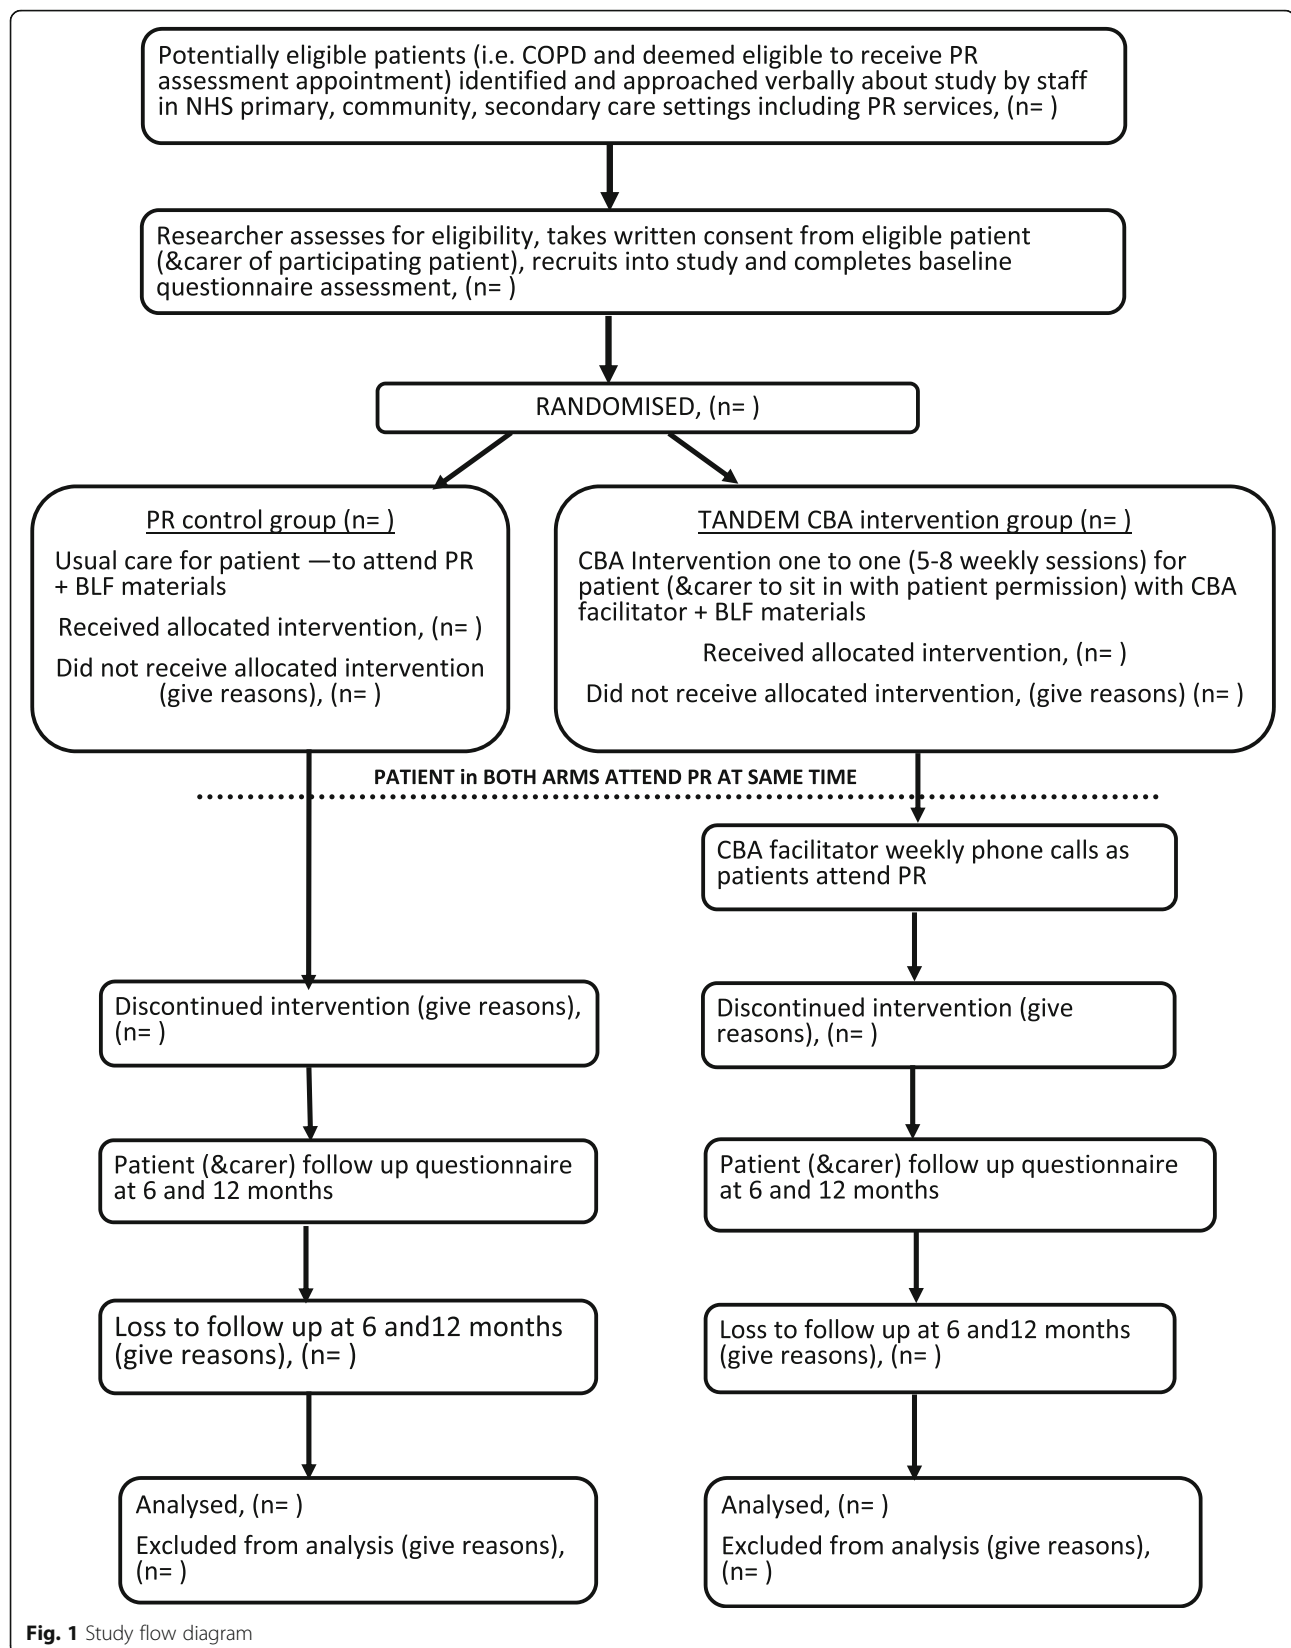 Potentially eligible patients (i.e. COPD and deemed eligible to receive PR
assessment appointment) identified and approached verbally about study by staff
in NHS primary, community, secondary care settings including PR services, (n= )
Researcher assesses for eligibility, takes written consent from eligible patient
(&carer of participating patient), recruits into study and completes baseline
questionnaire assessment, (n= )
RANDOMISED, (n= )
PR control group (n= )
Usual care for patient —to attend PR
+ BLF materials
Received allocated intervention, (n= )
Did not receive allocated intervention
(give reasons), (n= )
TANDEM CBA intervention group (n= )
CBA Intervention one to one (5-8 weekly sessions) for
patient (&carer to sit in with patient permission) with CBA
facilitator + BLF materials
Received allocated intervention, (n= )
Did not receive allocated intervention, (give reasons) (n= )
PATIENT in BOTH ARMS ATTEND PR AT SAME TIME
CBA facilitator weekly phone calls as
patients attend PR
Discontinued intervention (give reasons),
(n= )
Discontinued intervention (give
reasons), (n= )
Patient (&carer) follow up questionnaire
at 6 and 12 months
Patient (&carer) follow up questionnaire
at 6 and 12 months
Loss to follow up at 6 and12 months
(give reasons), (n= )
Loss to follow up at 6 and12 months
(give reasons), (n= )
Analysed, (n= )
Excluded from analysis (give reasons),
(n= )
Analysed, (n= )
Excluded from analysis (give reasons),
(n= )
Fig. 1 Study flow diagram